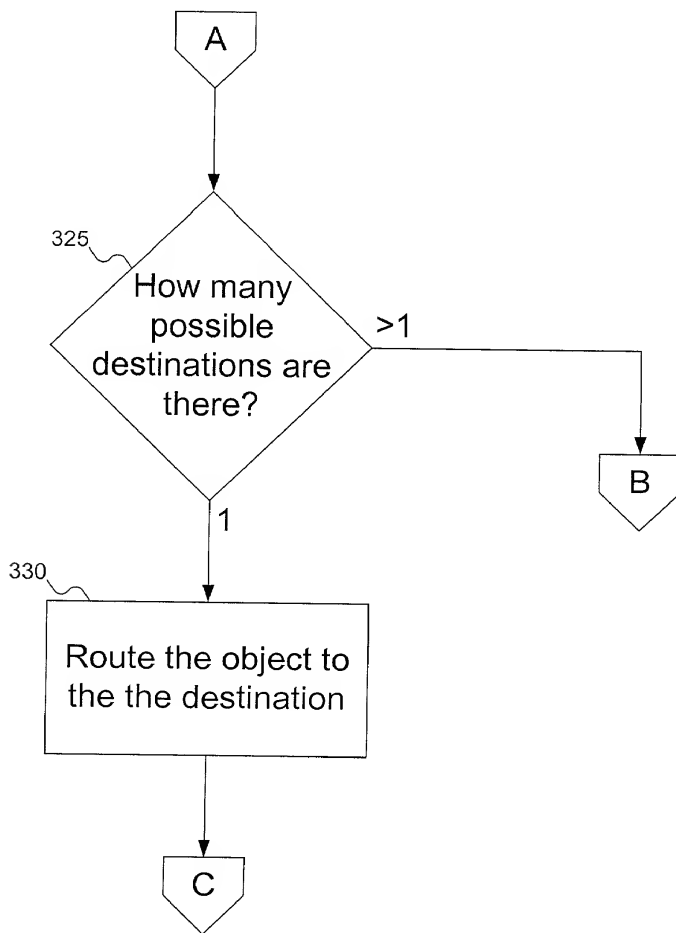 A
325
How many
possible
destinations are
there?
>1
B
1
330
Route the object to
the the destination
C